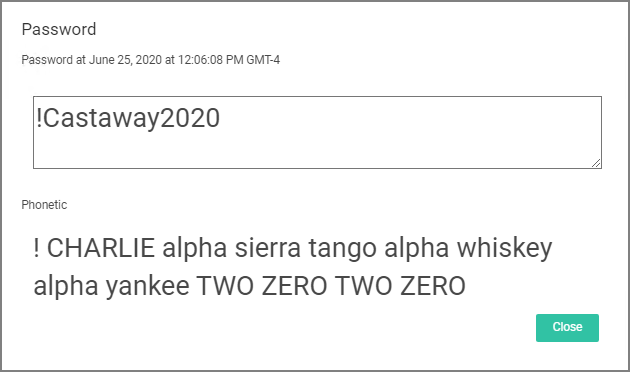 Password
Password at June 25, 2020 at 12:06:08 PM GMT-4
!Castaway2020
Phonetic
! CHARLIE alpha sierra tango alpha whiskey
alpha yankee TWO ZERO TWO ZERO
Close